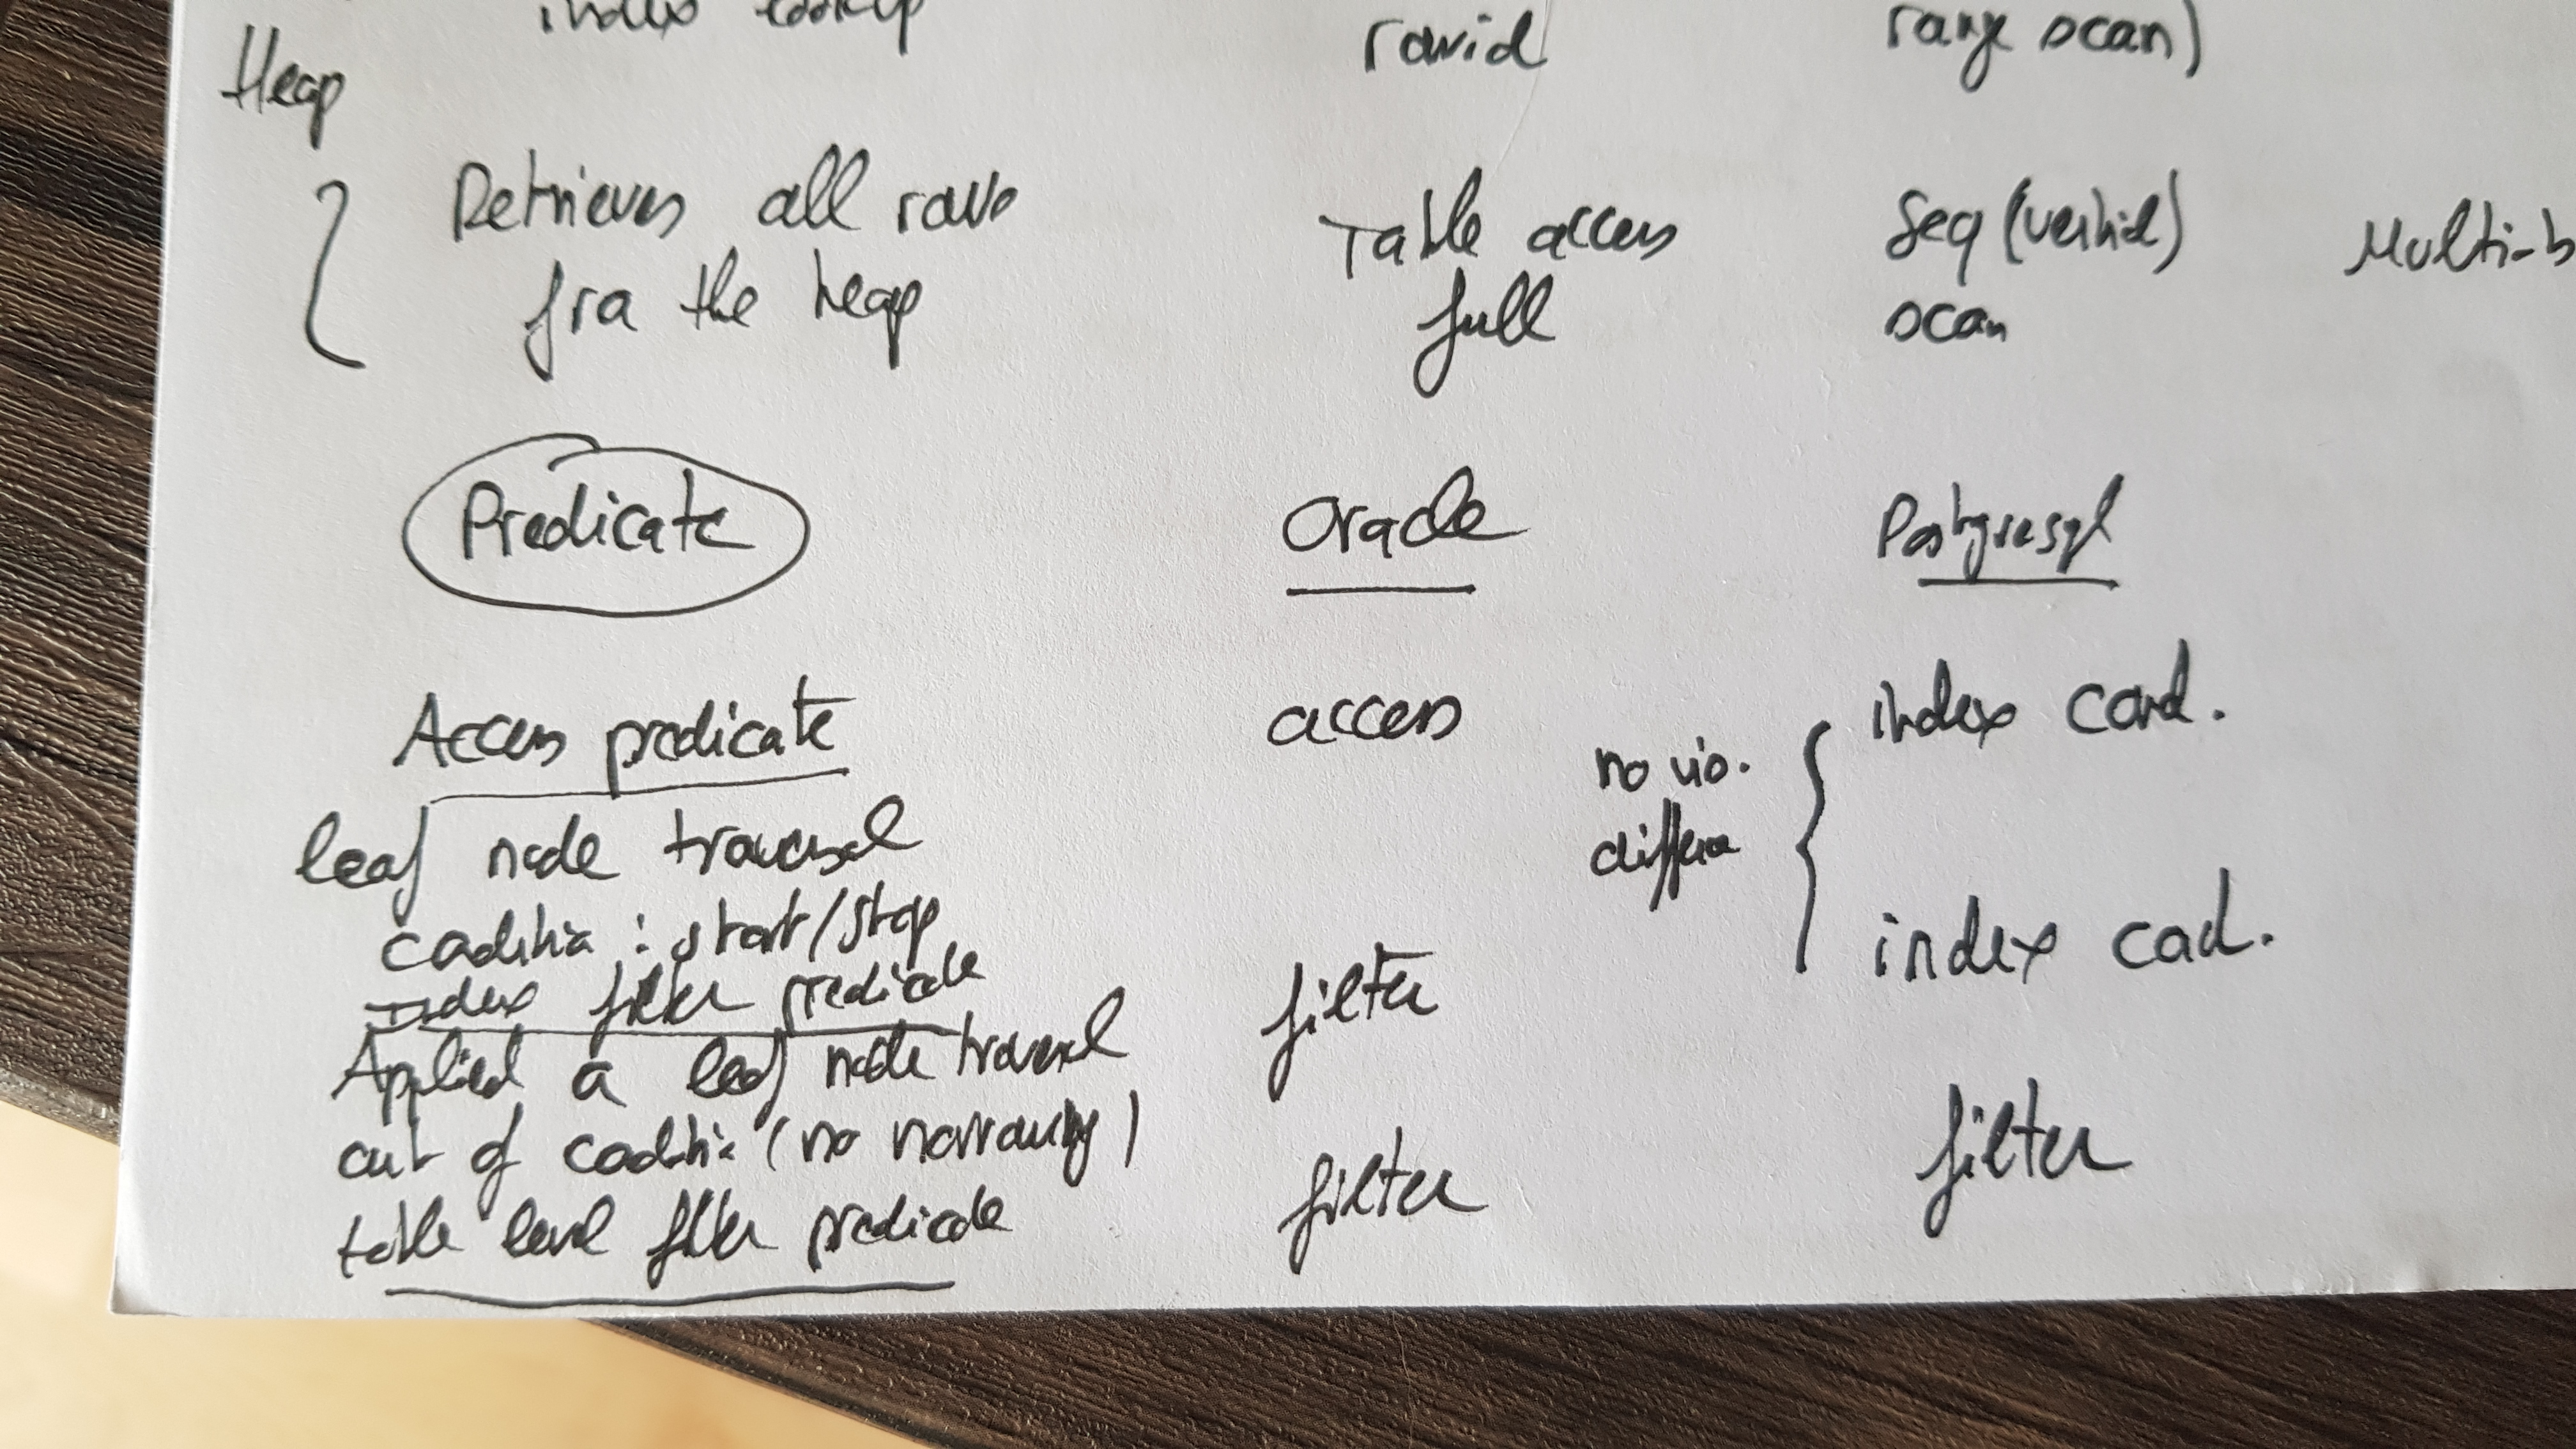 index lookup
rowid
range scan)
Heap
Retrieves all rows
from the heap
Table access
full
Seq (vertical)
scan
Multi-b
Predicate
Oracle
Postgresql
Access predicate
access
index cond.
leaf node traversal
condition : start/stop
no vis.
differen
Index filter predicate
filter
index cond.
Applied a leaf node traversal
out of condition (no narrowing)
table level filter predicate
filter
filter